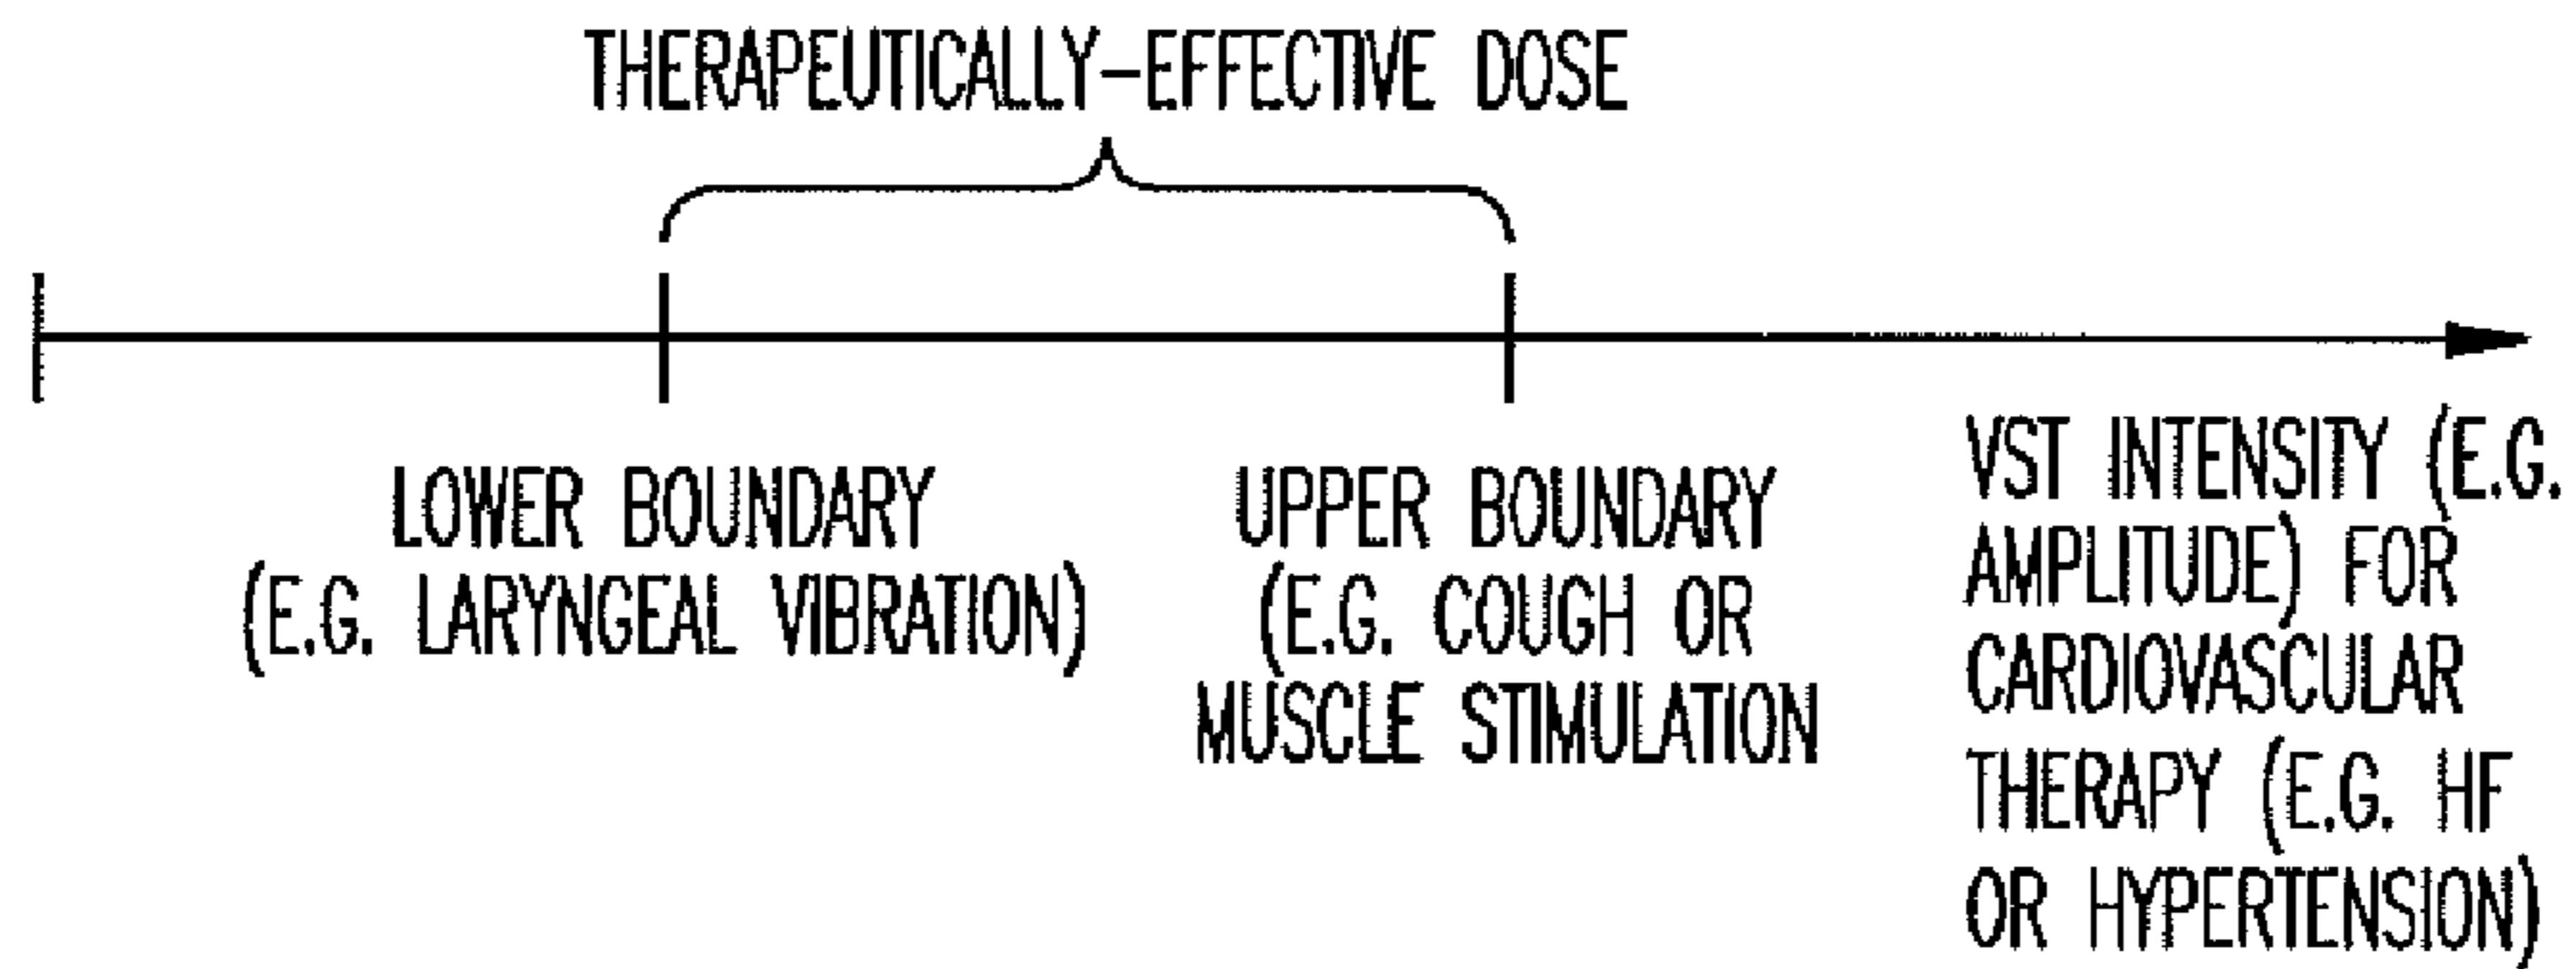 THERAPEUTICALLY-EFFECTIVE DOSE
LOWER BOUNDARY
(E.G. LARYNGEAL VIBRATION)
UPPER BOUNDARY
(E.G. COUGH OR
MUSCLE STIMULATION
VST INTENSITY (E.G.
AMPLITUDE) FOR
CARDIOVASCULAR
THERAPY (E.G. HF
OR HYPERTENSION)